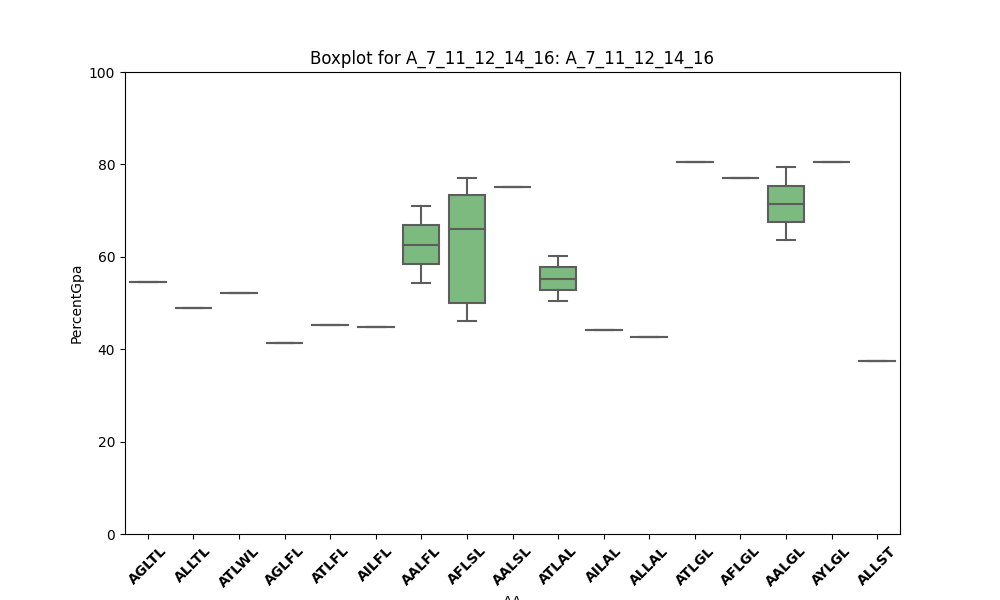 Boxplot for A_7_11_12_14_16: A_7_11_12_14_16
100
80
60
40
20
0
PercentGpa
AGLTL
ALLTL
ATLWL
AGLFL
ATLFL
AILFL
AALFL
AFLSL
AALSL
ATLAL
AILAL
ALLAL
ATLGL
AFLGL
AALGL
AYLGL
ALLST
AA